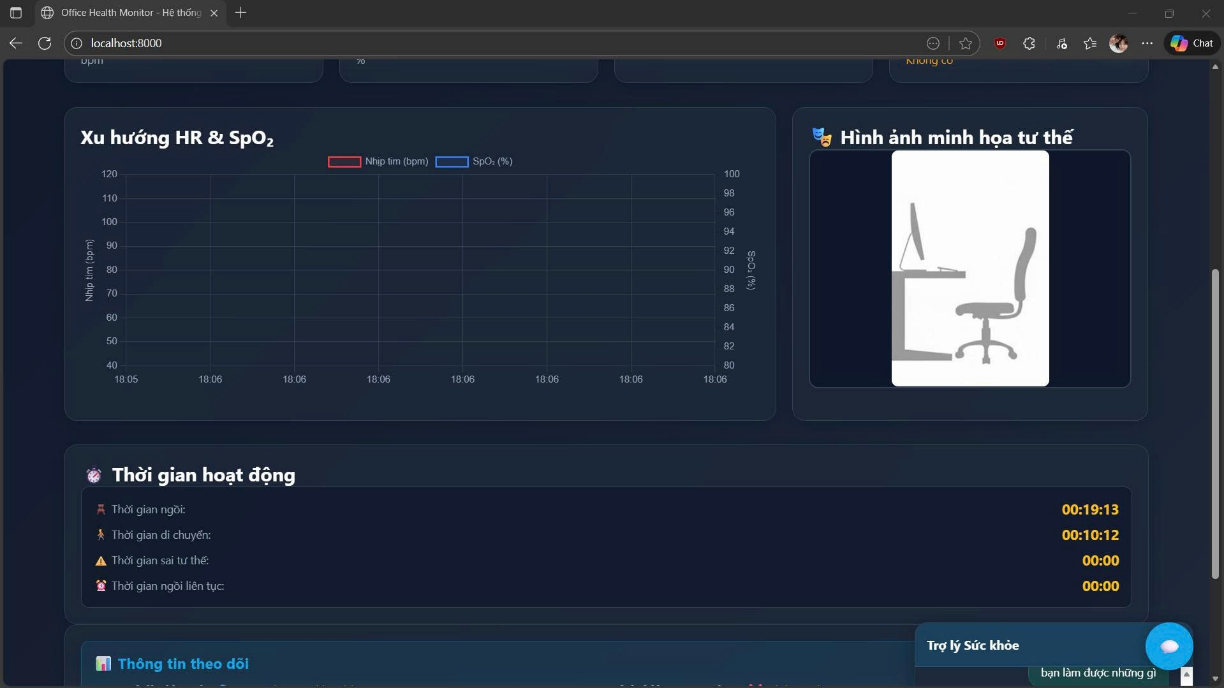 Office Health Monitor - Hệ thống
localhost:8000
Chat
bpm
%
Không có
Xu hướng HR & SpO₂
Nhịp tim (bpm) SpO₂ (%)
120
110
100
90
80
70
60
50
40
Nhịp tim (bpm)
100
98
96
94
92
90
88
86
84
82
80
SpO₂ (%)
18:05 18:06 18:06 18:06 18:06 18:06 18:06 18:06
Hình ảnh minh họa tư thế
Thời gian hoạt động
Thời gian ngồi: 00:19:13
Thời gian di chuyển: 00:10:12
Thời gian sai tư thế: 00:00
Thời gian ngồi liên tục: 00:00
Thông tin theo dõi
Trợ lý Sức khỏe
bạn làm được những gì